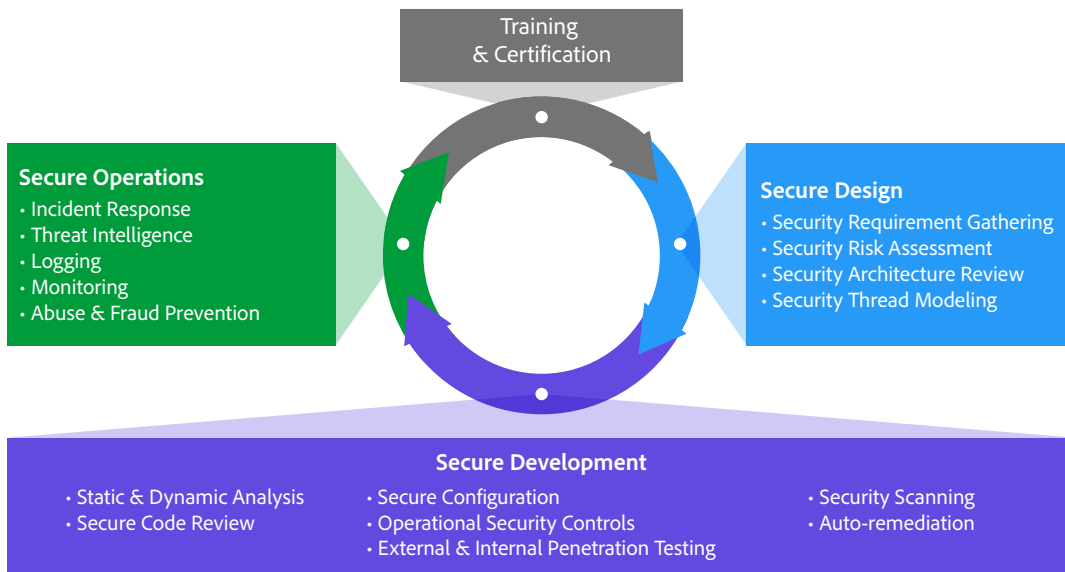 Training
& Certification
Secure Operations
• Incident Response
• Threat Intelligence
• Logging
• Monitoring
• Abuse & Fraud Prevention
Secure Design
• Security Requirement Gathering
• Security Risk Assessment
• Security Architecture Review
• Security Thread Modeling
Secure Development
• Static & Dynamic Analysis
• Secure Code Review
• Secure Configuration
• Operational Security Controls
• External & Internal Penetration Testing
• Security Scanning
• Auto-remediation